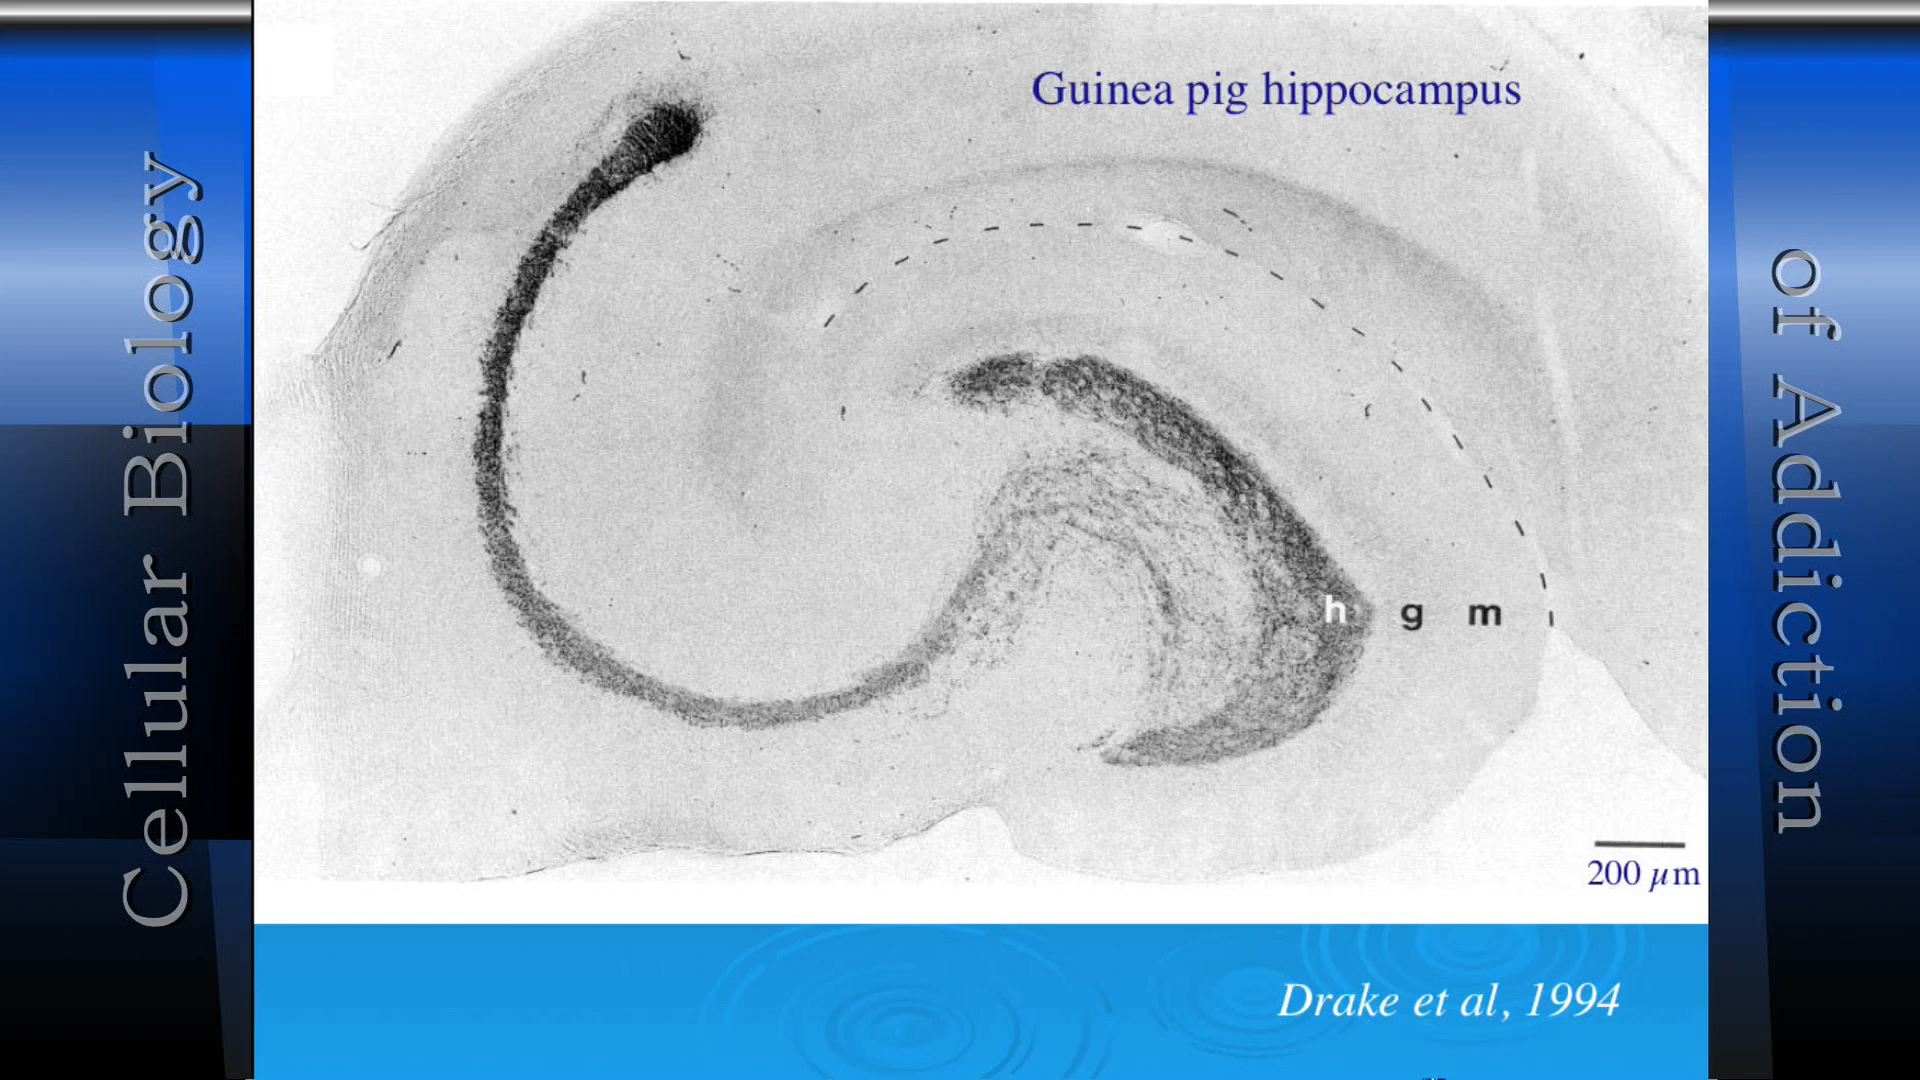 Cellular Biology
Guinea pig hippocampus
h g m
200 μm
of Addiction
Drake et al, 1994